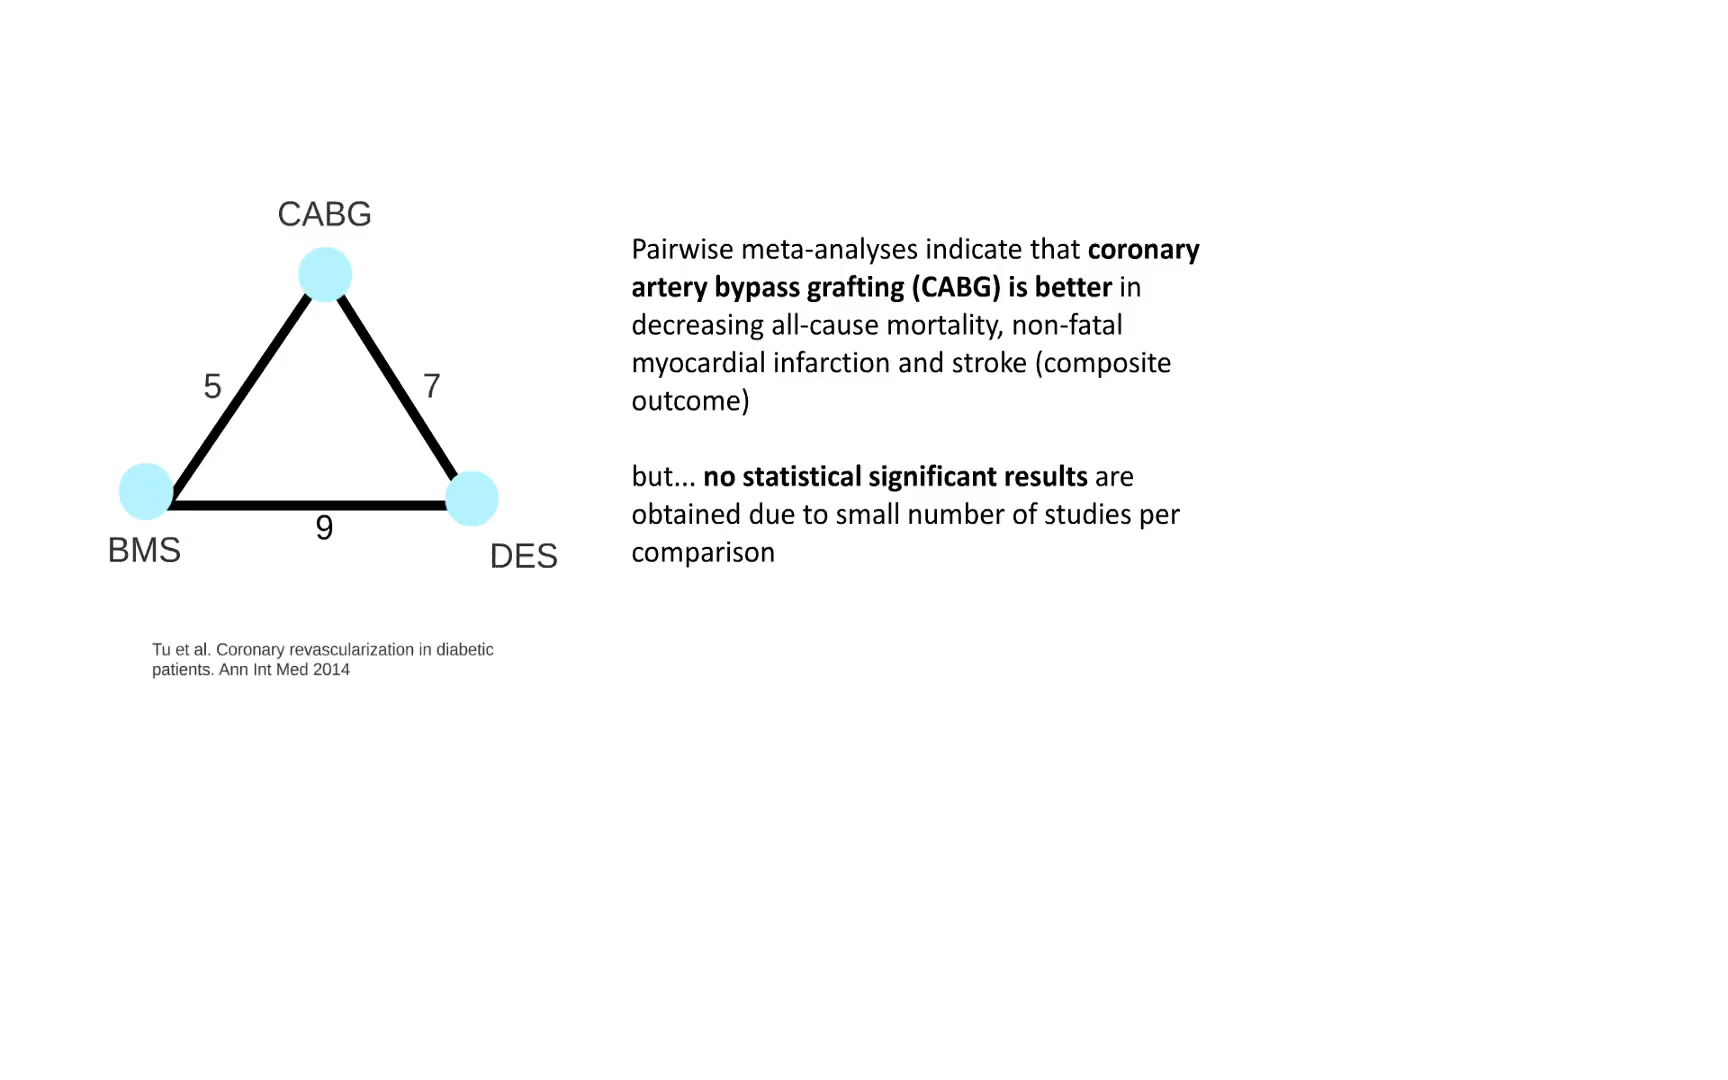 CABG
5
7
9
BMS
DES
Tu et al. Coronary revascularization in diabetic
patients. Ann Int Med 2014
Pairwise meta-analyses indicate that coronary
artery bypass grafting (CABG) is better in
decreasing all-cause mortality, non-fatal
myocardial infarction and stroke (composite
outcome)
but... no statistical significant results are
obtained due to small number of studies per
comparison